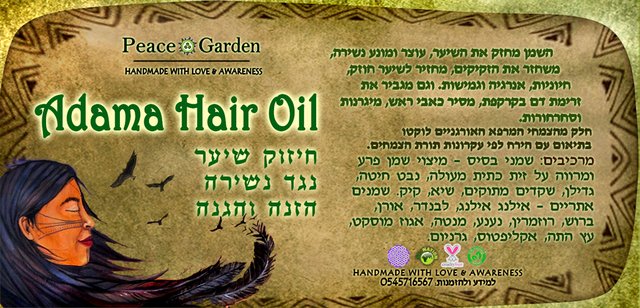 Peace Garden
HANDMADE WITH LOVE & AWARENESS
Adama Hair Oil
חיזוק שיער
נגד נשירה
הזנה והגנה
השמן מחזק את השיער, עוצר ומונע נשירה,
משחזר את הזקיקים, מחזיר לשיער חוזק,
חיוניות, אנרגיה וגמישות. וגם מגביר את
זרימת דם בקרקפת, מסיר כאבי ראש, מיגרנות
וסחרחורות.
חלק מהצמחי המרפא האורגניים לוקטו
בתיאום עם הירח לפי עקרונות תורת הצמחים.
מרכיבים: שמני בסיס - מיצוי שמן פרע
ומרווה על זית כתית מעולה, נבט חיטה,
גדילן, שקדים מתוקים, שיא, קיק. שמנים
אתריים - אילנג אילנג, לבנדר, אורן,
ברוש, רוזמרין, נענע, מנטה, אגוז מוסקט,
עץ התה, אקליפטוס, גרניום.
HANDMADE WITH LOVE & AWARENESS
למידע ולהזמנות. 0545716567